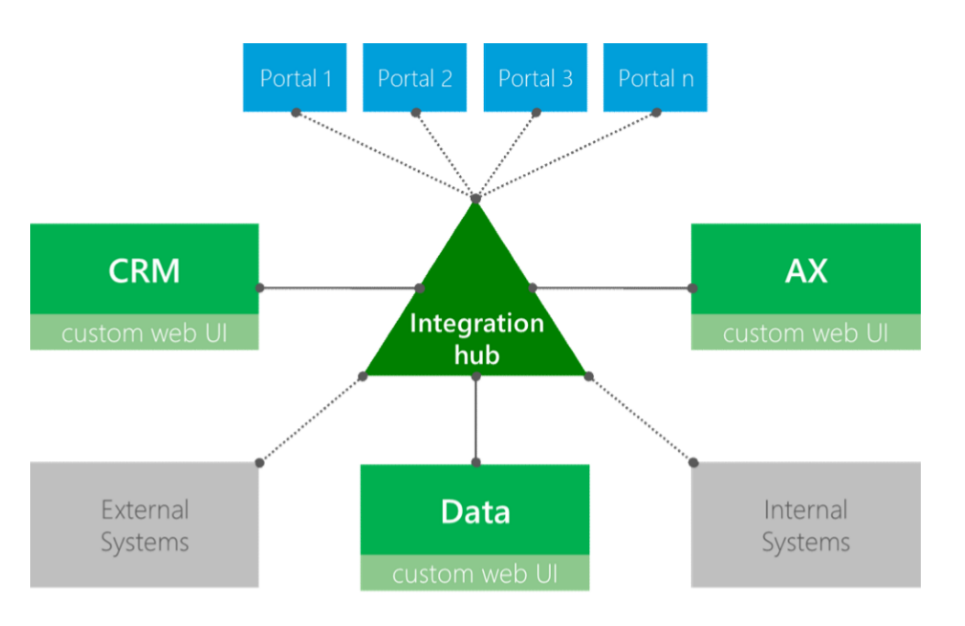 Portal 1
Portal 2
Portal 3
Portal n
CRM
custom web UI
Integration
hub
AX
custom web UI
External
Systems
Data
custom web UI
Internal
Systems